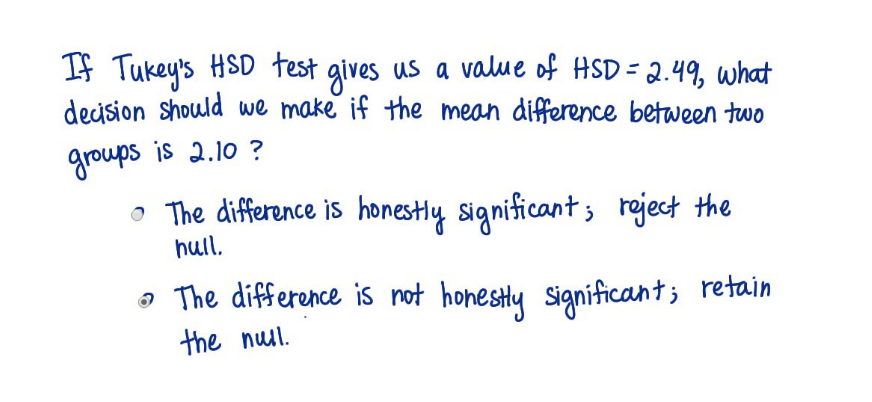 If Tukey's HSD test gives us a value of HSD = 2.49, what
decision should we make if the mean difference between two
groups is 2.10 ?
The difference is honestly significant; reject the
null.
The difference is not honestly significant; retain
the null.